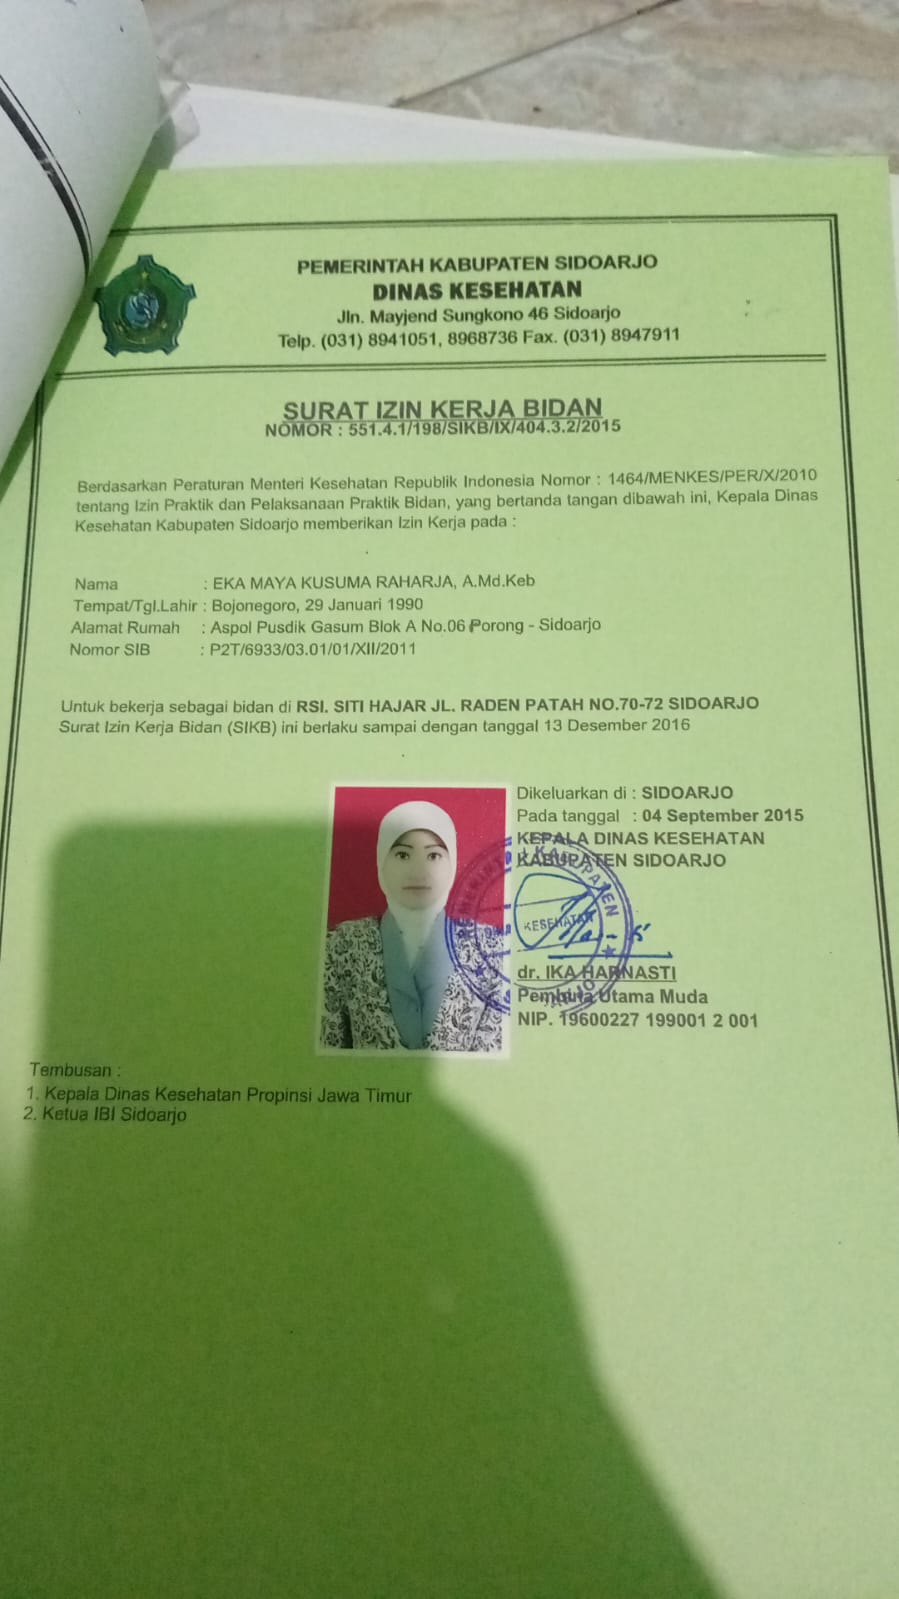 PEMERINTAH KABUPATEN SIDOARJO
DINAS KESEHATAN
Jln. Mayjend Sungkono 46 Sidoarjo
Telp. (031) 8941051, 8968736 Fax. (031) 8947911
SURAT IZIN KERJA BIDAN
NOMOR : 551.4.1/198/SIKB/IX/404.3.2/2015
Berdasarkan Peraturan Menteri Kesehatan Republik Indonesia Nomor : 1464/MENKES/PER/X/2010
tentang Izin Praktik dan Pelaksanaan Praktik Bidan, yang bertanda tangan dibawah ini, Kepala Dinas
Kesehatan Kabupaten Sidoarjo memberikan Izin Kerja pada :
Nama : EKA MAYA KUSUMA RAHARJA, A.Md.Keb
Tempat/Tgl.Lahir : Bojonegoro, 29 Januari 1990
Alamat Rumah : Aspol Pusdik Gasum Blok A No.06 Porong - Sidoarjo
Nomor SIB : P2T/6933/03.01/01/XII/2011
Untuk bekerja sebagai bidan di RSI. SITI HAJAR JL. RADEN PATAH NO.70-72 SIDOARJO
Surat Izin Kerja Bidan (SIKB) ini berlaku sampai dengan tanggal 13 Desember 2016
Dikeluarkan di : SIDOARJO
Pada tanggal : 04 September 2015
KEPALA DINAS KESEHATAN
KABUPATEN SIDOARJO
KESEHATAN
dr. IKA HARNASTI
Pembina Utama Muda
NIP. 19600227 199001 2 001
Tembusan :
1. Kepala Dinas Kesehatan Propinsi Jawa Timur
2. Ketua IBI Sidoarjo